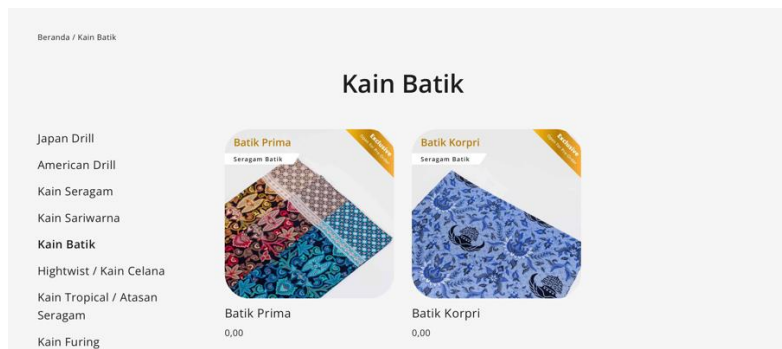 Beranda / Kain Batik
Kain Batik
Japan Drill
American Drill
Kain Seragam
Kain Sariwarna
Kain Batik
Hightwist / Kain Celana
Kain Tropical / Atasan
Seragam
Kain Furing
Batik Prima
Seragam Batik
Exclusive
Batik Prima
0,00
Batik Korpri
Seragam Batik
Exclusive
Batik Korpri
0,00